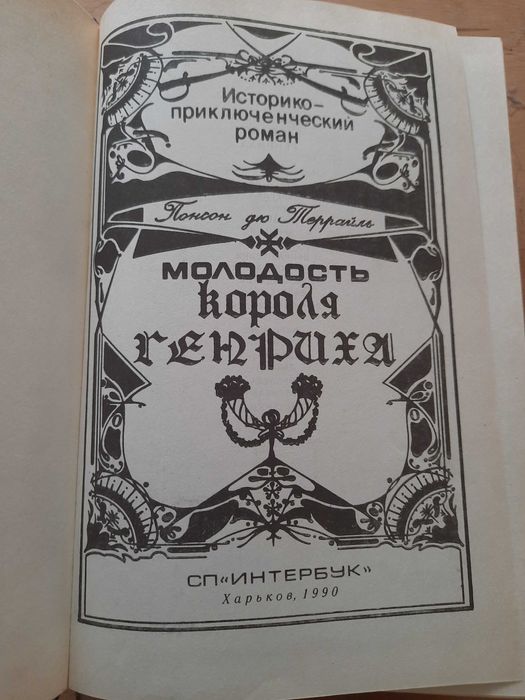 Историко-
приключенческий
роман
Понсон дю Террайль
МОЛОДОСТЬ
короля
ГЕНРИХА
СП«ИНТЕРБУК»
Харьков, 1990